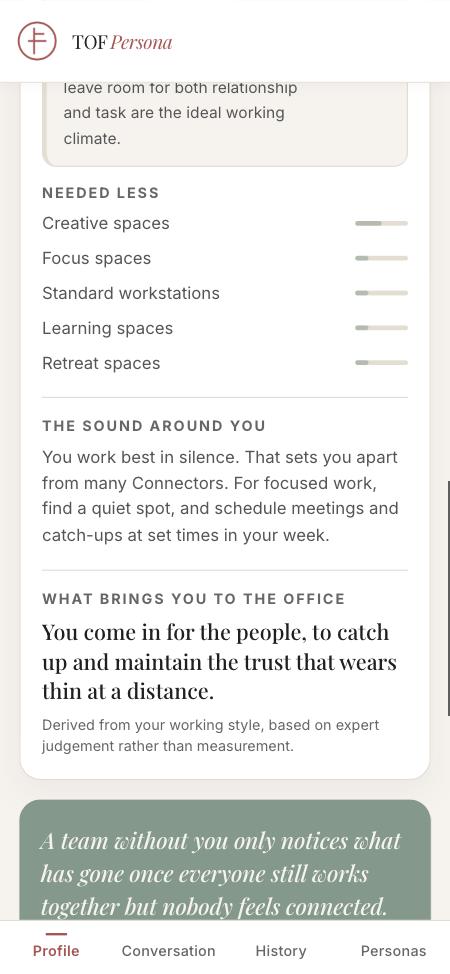 TOF Persona
leave room for both relationship
and task are the ideal working
climate.
NEEDED LESS
Creative spaces
Focus spaces
Standard workstations
Learning spaces
Retreat spaces
THE SOUND AROUND YOU
You work best in silence. That sets you apart
from many Connectors. For focused work,
find a quiet spot, and schedule meetings and
catch-ups at set times in your week.
WHAT BRINGS YOU TO THE OFFICE
You come in for the people, to catch
up and maintain the trust that wears
thin at a distance.
Derived from your working style, based on expert
judgement rather than measurement.
A team without you only notices what
has gone once everyone still works
together but nobody feels connected.
Profile
Conversation
History
Personas